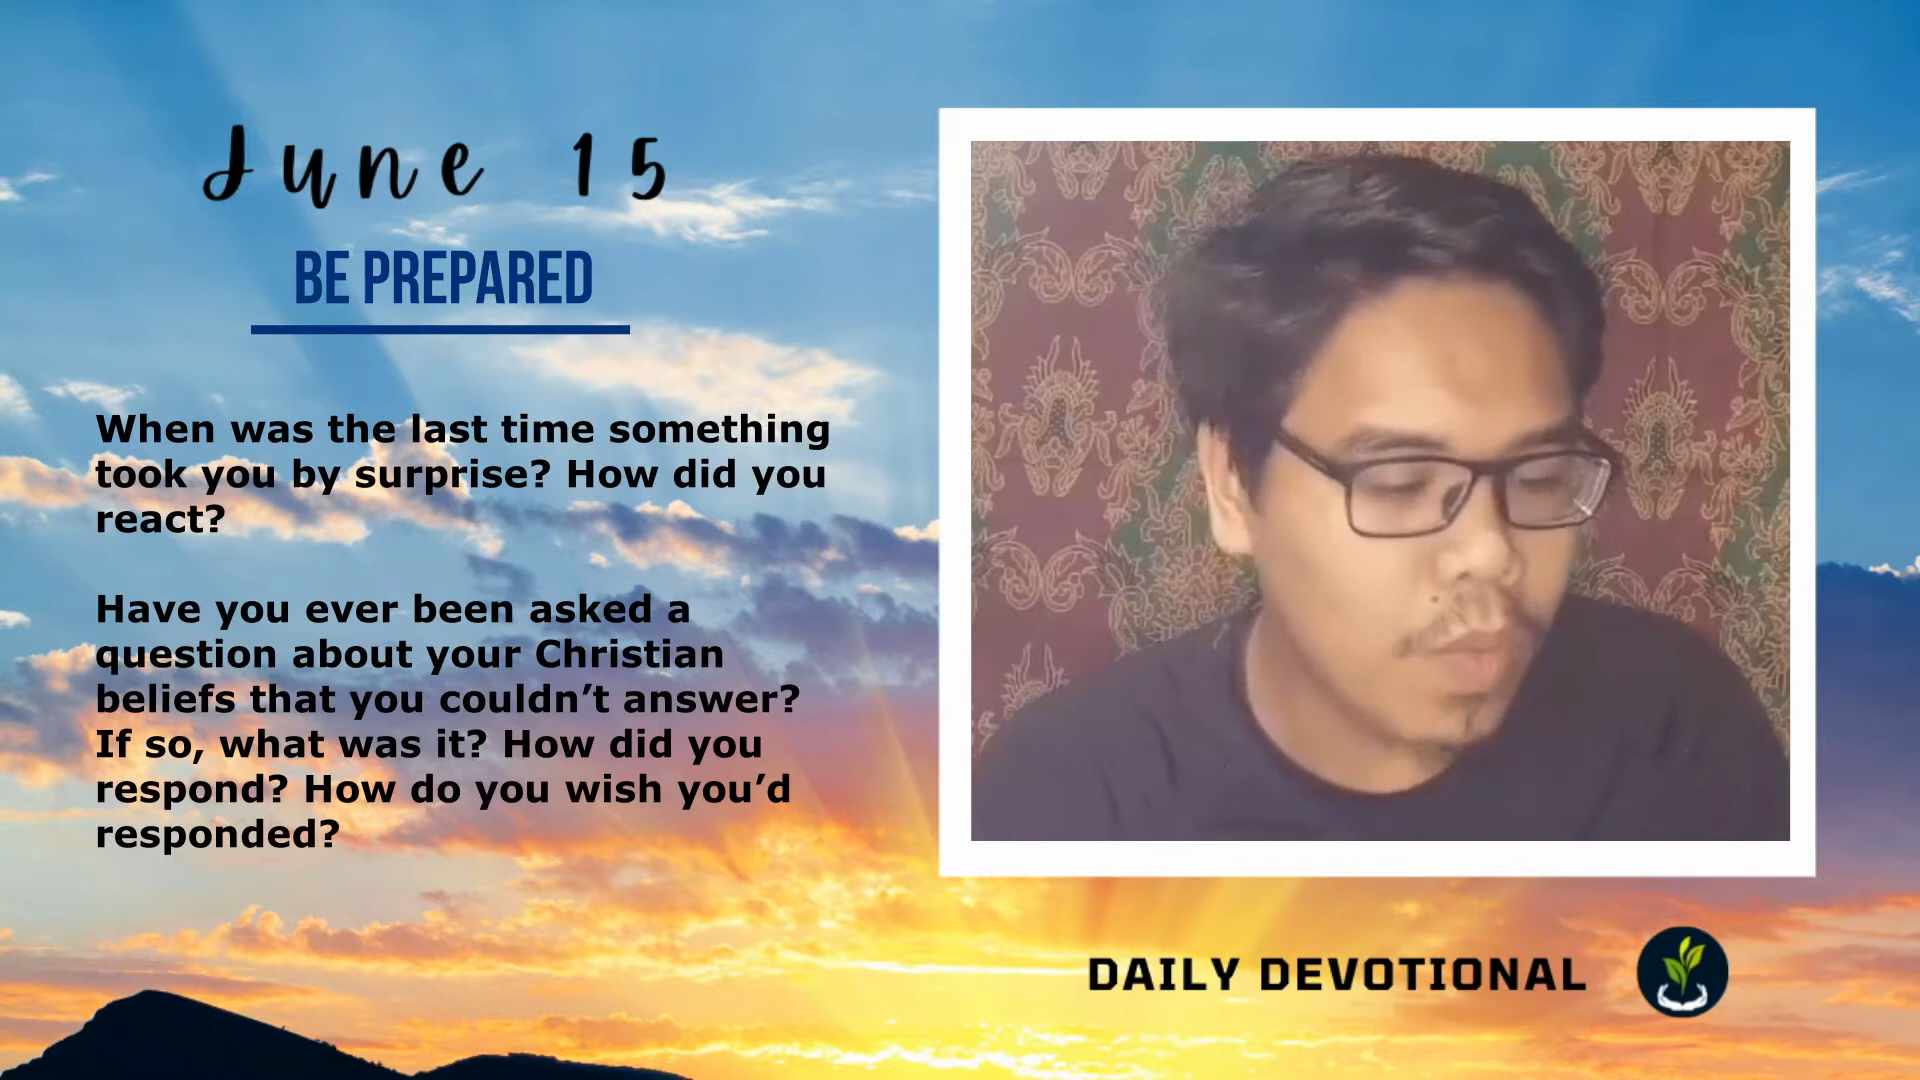 June 15
BE PREPARED
When was the last time something
took you by surprise? How did you
react?
Have you ever been asked a
question about your Christian
beliefs that you couldn’t answer?
If so, what was it? How did you
respond? How do you wish you’d
responded?
DAILY DEVOTIONAL